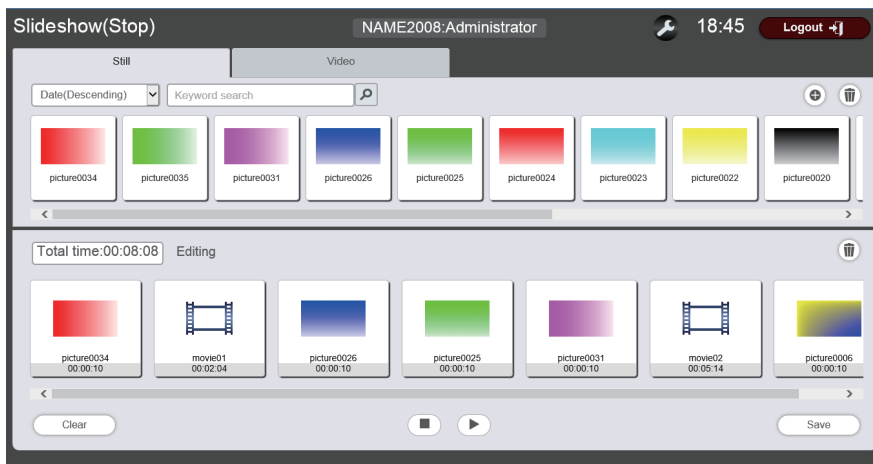 Slideshow(Stop) NAME2008:Administrator 18:45 Logout
Still Video
Date(Descending) Keyword search
picture0034 picture0035 picture0031 picture0026 picture0025 picture0024 picture0023 picture0022 picture0020
Total time:00:08:08 Editing
picture0034 movie01 picture0026 picture0025 picture0031 movie02 picture0006
00:00:10 00:02:04 00:00:10 00:00:10 00:00:10 00:05:14 00:00:10
Clear Save